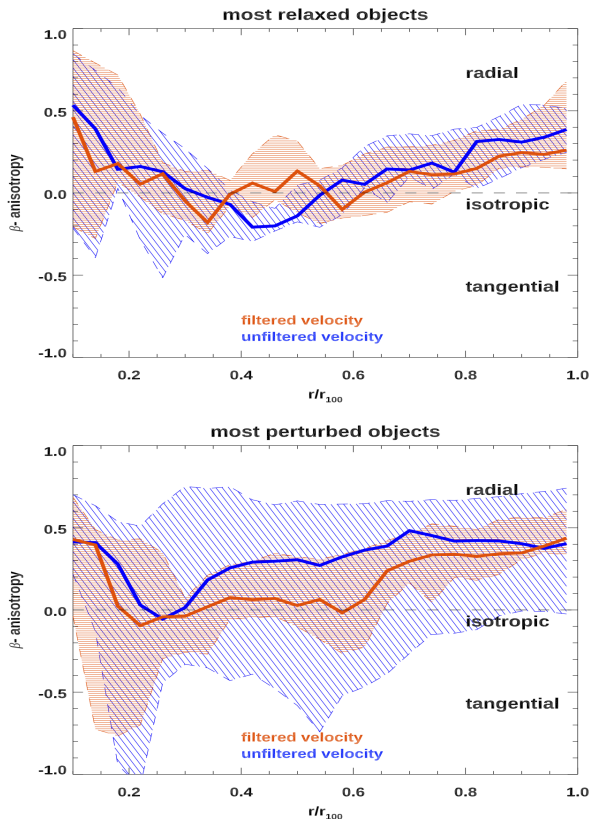 most relaxed objects
1.0
radial
0.5
β- anisotropy
0.0
isotropic
-0.5
tangential
filtered velocity
unfiltered velocity
-1.0
0.2 0.4 0.6 0.8 1.0
r/r100
most perturbed objects
1.0
radial
0.5
β- anisotropy
0.0
isotropic
-0.5
tangential
filtered velocity
unfiltered velocity
-1.0
0.2 0.4 0.6 0.8 1.0
r/r100